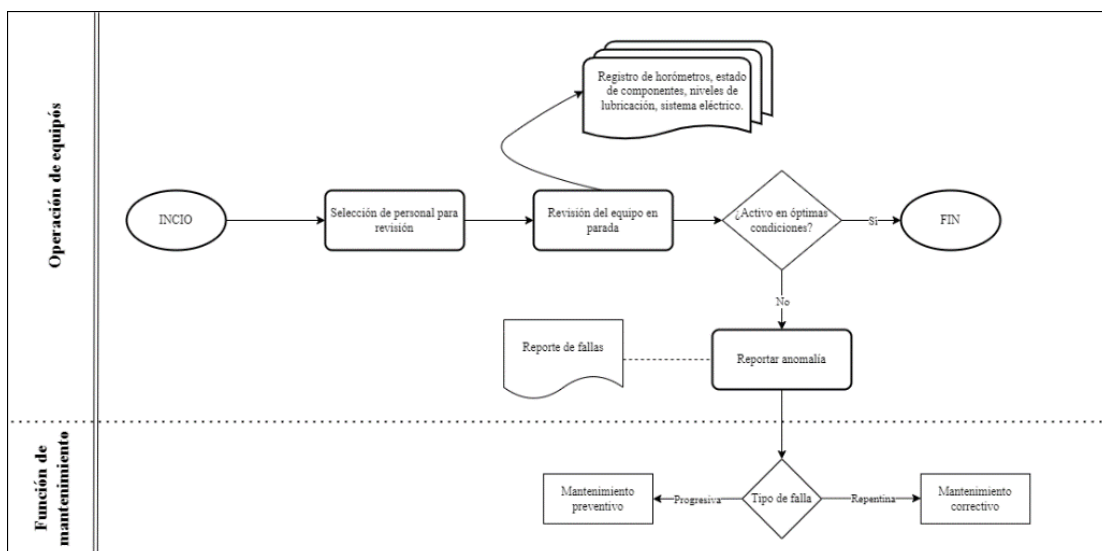 Operación de equipós
Registro de horómetros, estado
de componentes, niveles de
lubricación, sistema eléctrico.
INCIO
Selección de personal para
revisión
Revisión del equipo en
parada
¿Activo en óptimas
condiciones?
Si
FIN
No
Reporte de fallas
Reportar anomalía
Función de
mantenimiento
Mantenimiento
preventivo
Progresiva
Tipo de falla
Repentina
Mantenimiento
correctivo